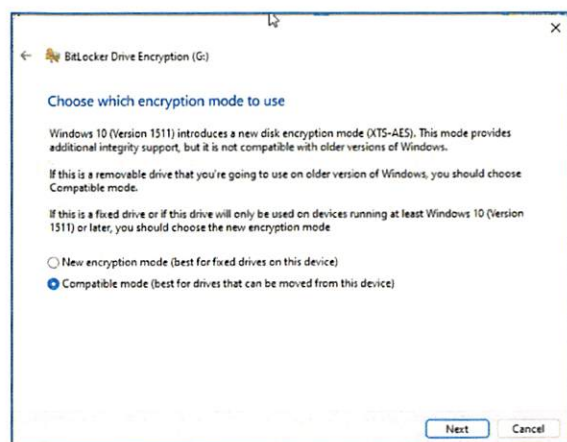 BitLocker Drive Encryption (G:)
Choose which encryption mode to use
Windows 10 (Version 1511) introduces a new disk encryption mode (XTS-AES). This mode provides
additional integrity support, but it is not compatible with older versions of Windows.
If this is a removable drive that you're going to use on older version of Windows, you should choose
Compatible mode.
If this is a fixed drive or if this drive will only be used on devices running at least Windows 10 (Version
1511) or later, you should choose the new encryption mode
New encryption mode (best for fixed drives on this device)
Compatible mode (best for drives that can be moved from this device)
Next Cancel